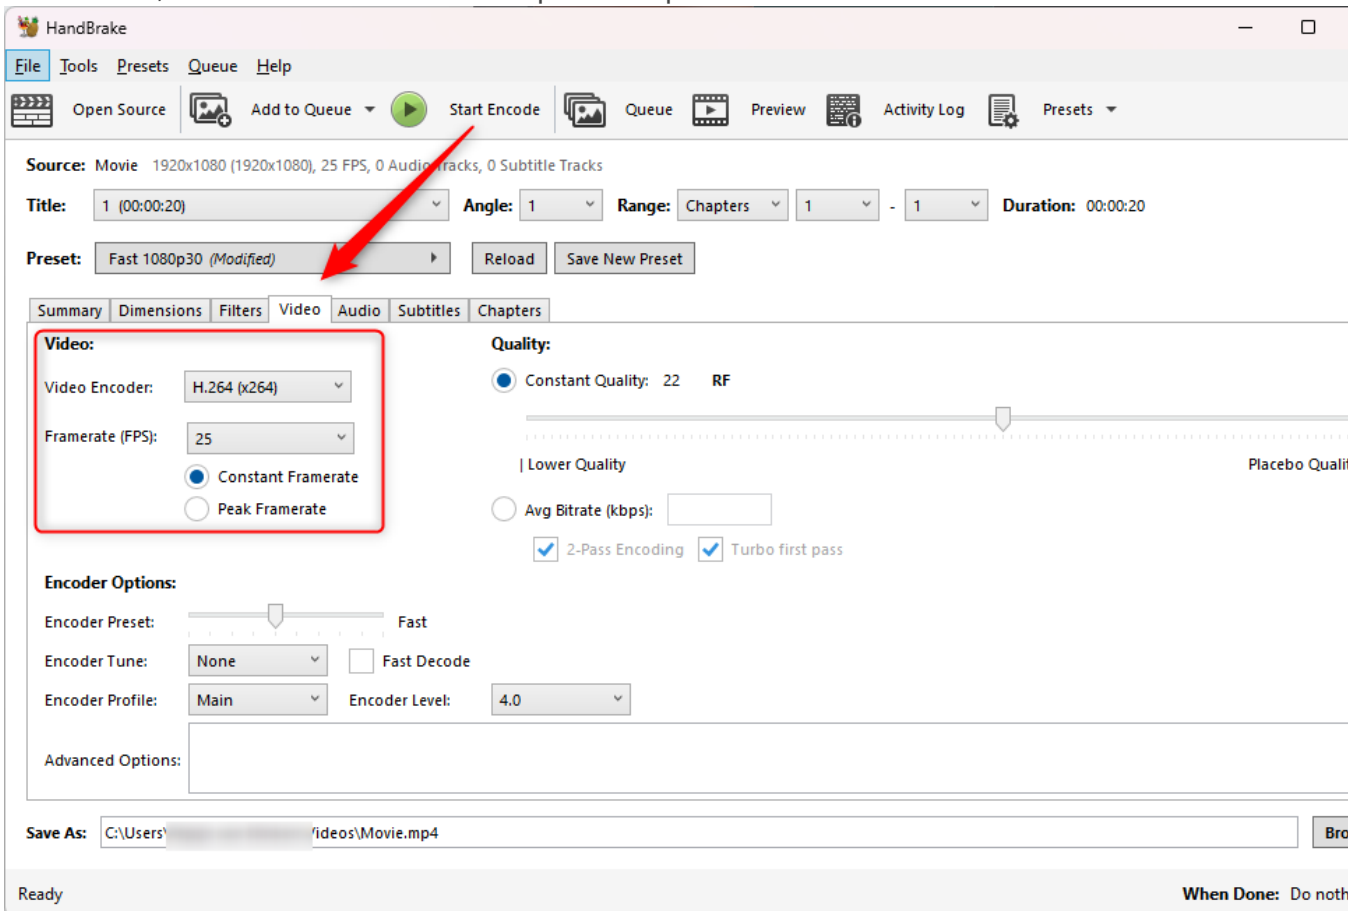 HandBrake
File Tools Presets Queue Help
Open Source Add to Queue Start Encode Queue Preview Activity Log Presets
Source: Movie 1920x1080 (1920x1080), 25 FPS, 0 Audio Tracks, 0 Subtitle Tracks
Title: 1 (00:00:20) Angle: 1 Range: Chapters 1 - 1 Duration: 00:00:20
Preset: Fast 1080p30 (Modified) Reload Save New Preset
Summary Dimensions Filters Video Audio Subtitles Chapters
Video: Quality:
Video Encoder: H.264 (x264) Constant Quality: 22 RF
Framerate (FPS): 25
| Lower Quality Placebo Qualit
Constant Framerate
Peak Framerate Avg Bitrate (kbps):
2-Pass Encoding Turbo first pass
Encoder Options:
Encoder Preset: Fast
Encoder Tune: None Fast Decode
Encoder Profile: Main Encoder Level: 4.0
Advanced Options:
Save As: C:\Users\ ideos\Movie.mp4 Bro
Ready When Done: Do noth